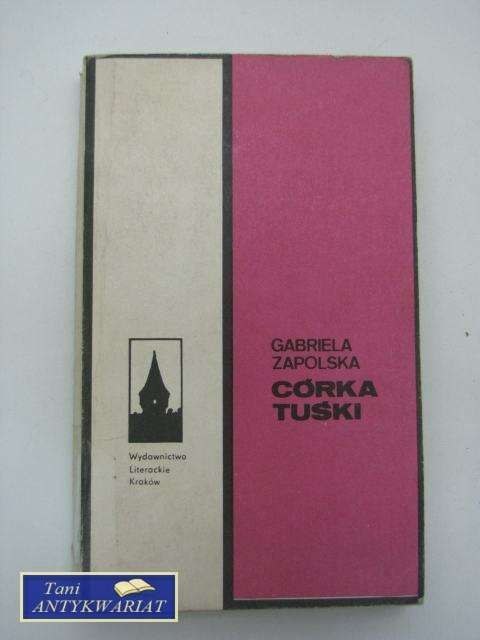 GABRIELA
ZAPOLSKA
CÓRKA
TUŚKI
Wydawnictwo
Literackie
Kraków
Tani
ANTYKWARIAT